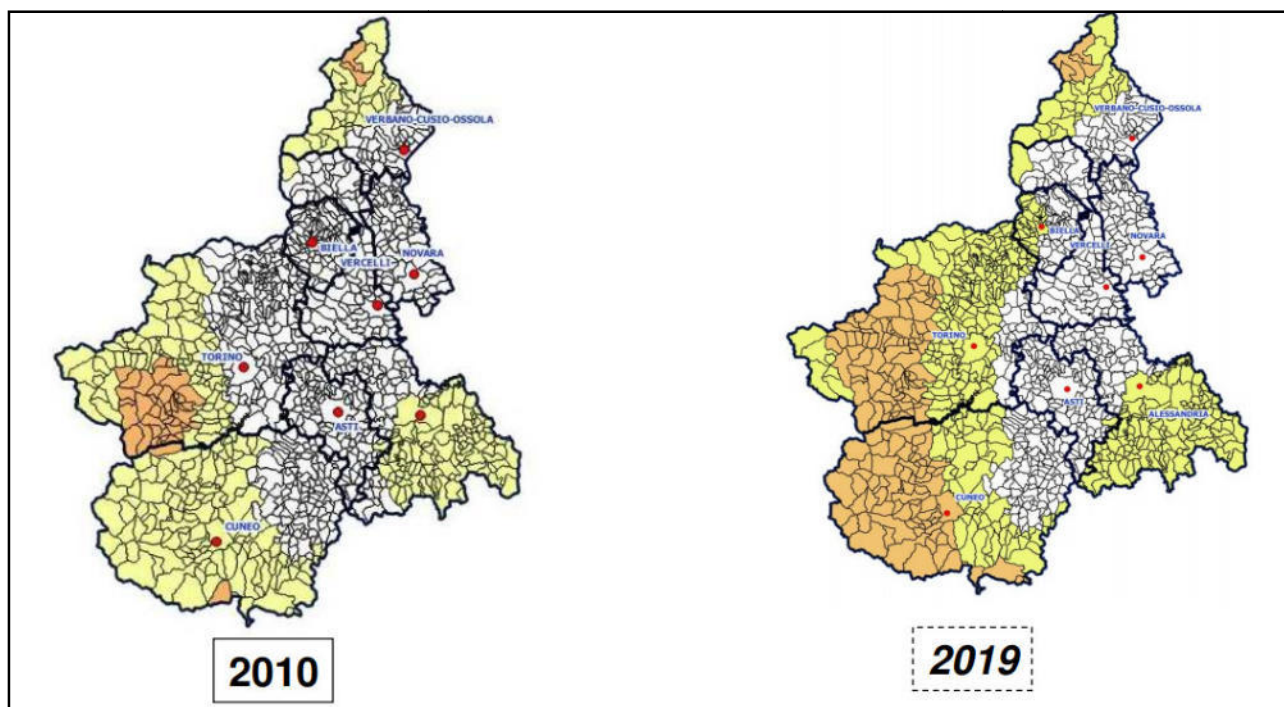 VERBANO-CUSIO-OSSOLA
BIELLA
NOVARA
VERCELLI
TORINO
ASTI
CUNEO
2010
VERBANO-CUSIO-OSSOLA
BIELLA
NOVARA
VERCELLI
TORINO
ASTI
ALESSANDRIA
CUNEO
2019